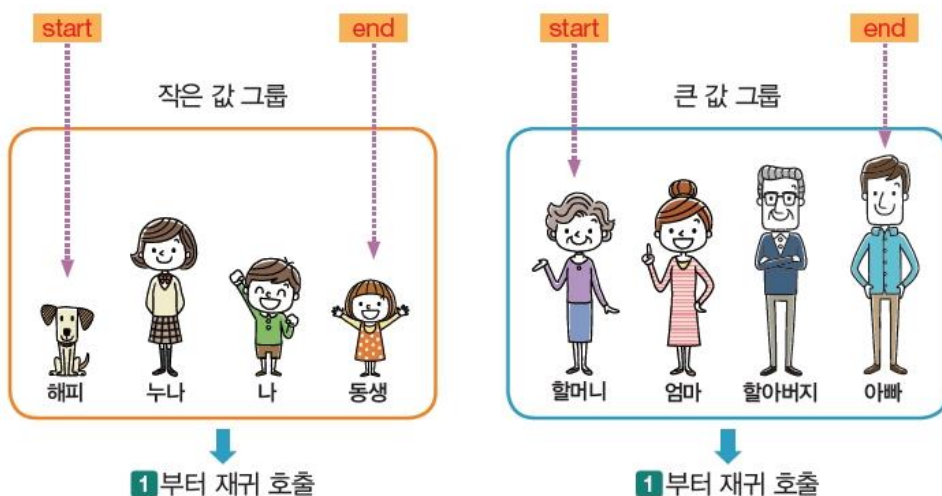 start end start end
작은 값 그룹 큰 값 그룹
해피 누나 나 동생 할머니 엄마 할아버지 아빠
1부터 재귀 호출 1부터 재귀 호출